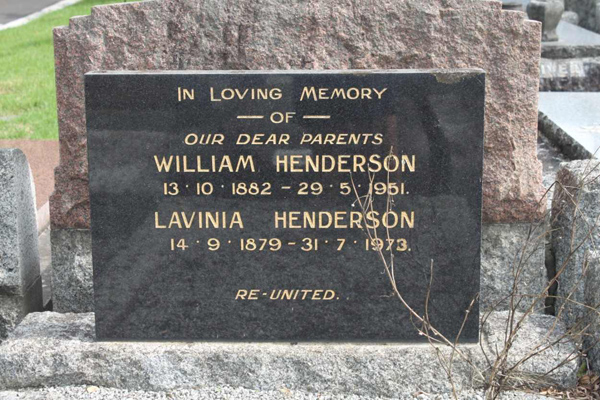 IN LOVING MEMORY
— OF —
OUR DEAR PARENTS
WILLIAM HENDERSON
13 · 10 · 1882 – 29 · 5 · 1951.
LAVINIA HENDERSON
14 · 9 · 1879 – 31 · 7 · 1973.
RE-UNITED.